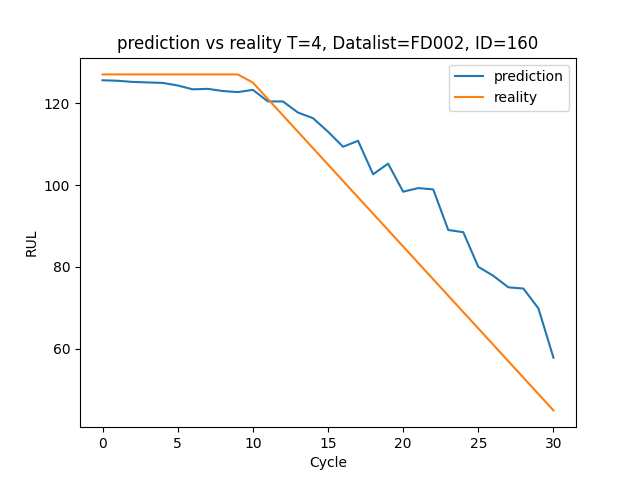 prediction vs reality T=4, Datalist=FD002, ID=160
prediction
reality
120
100
80
60
RUL
0 5 10 15 20 25 30
Cycle